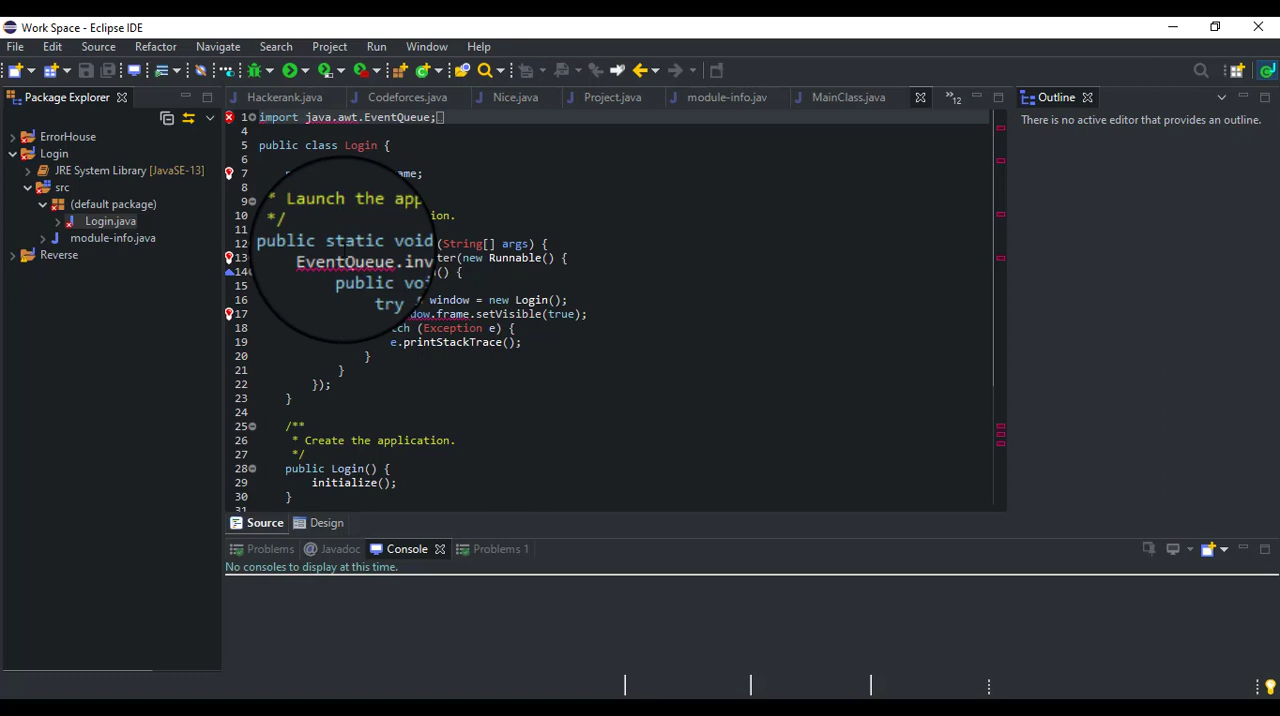 Work Space - Eclipse IDE
File Edit Source Refactor Navigate Search Project Run Window Help
Package Explorer
Hackerank.java Codeforces.java Nice.java Project.java module-info.jav MainClass.java »12
Outline
There is no active editor that provides an outline.
ErrorHouse
Login
JRE System Library [JavaSE-13]
src
(default package)
Login.java
module-info.java
Reverse
1 import java.awt.EventQueue;
4
5 public class Login {
6
7 me;
8
9 * Launch the app
10 */ on.
11
12 public static void (String[] args) {
13 EventQueue.inv ter(new Runnable() {
14 public voi () {
15 try
16 window = new Login();
17 dow.frame.setVisible(true);
18 tch (Exception e) {
19 e.printStackTrace();
20 }
21 }
22 });
23 }
24
25 /**
26 * Create the application.
27 */
28 public Login() {
29 initialize();
30 }
31
Source Design
Problems @ Javadoc Console Problems 1
No consoles to display at this time.